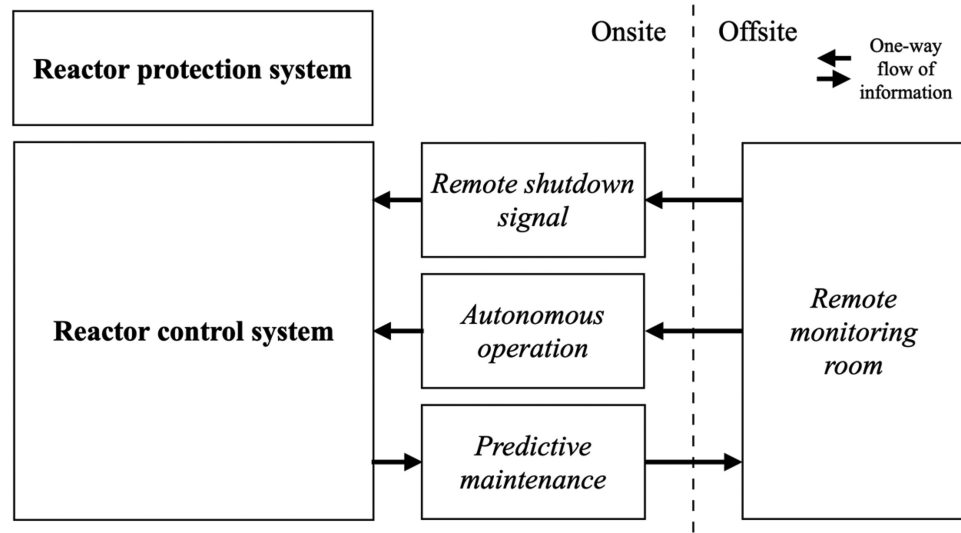 Reactor protection system
Onsite
Offsite
One-way
flow of
information
Remote shutdown
signal
Reactor control system
Autonomous
operation
Predictive
maintenance
Remote
monitoring
room